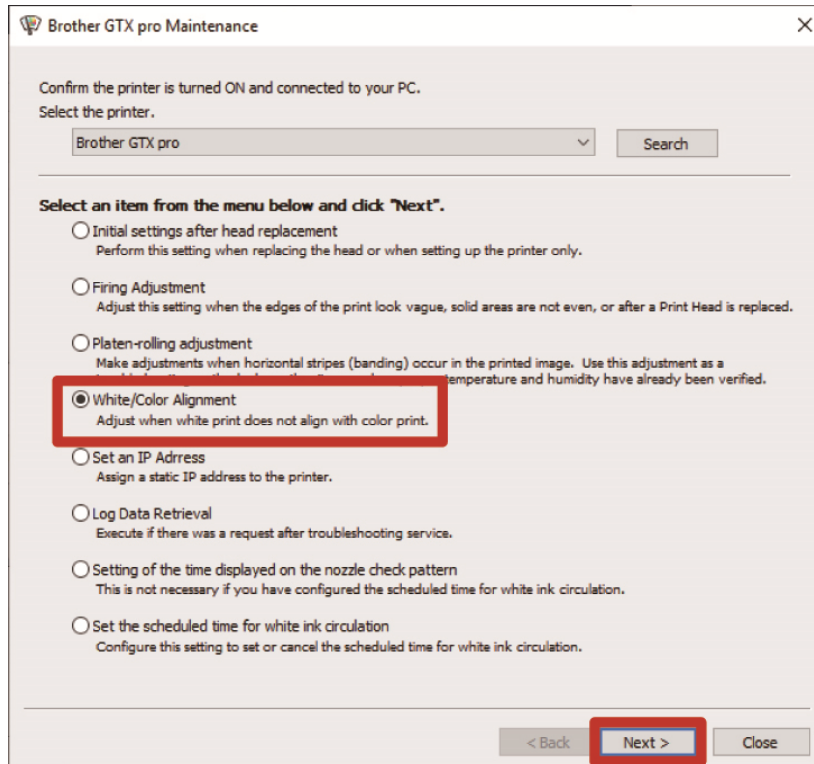 Brother GTX pro Maintenance
Confirm the printer is turned ON and connected to your PC.
Select the printer.
Brother GTX pro
Search
Select an item from the menu below and click "Next".
Initial settings after head replacement
Perform this setting when replacing the head or when setting up the printer only.
Firing Adjustment
Adjust this setting when the edges of the print look vague, solid areas are not even, or after a Print Head is replaced.
Platen-rolling adjustment
Make adjustments when horizontal stripes (banding) occur in the printed image. Use this adjustment as a
temperature and humidity have already been verified.
White/Color Alignment
Adjust when white print does not align with color print.
Set an IP Adrress
Assign a static IP address to the printer.
Log Data Retrieval
Execute if there was a request after troubleshooting service.
Setting of the time displayed on the nozzle check pattern
This is not necessary if you have configured the scheduled time for white ink circulation.
Set the scheduled time for white ink circulation
Configure this setting to set or cancel the scheduled time for white ink circulation.
< Back
Next >
Close